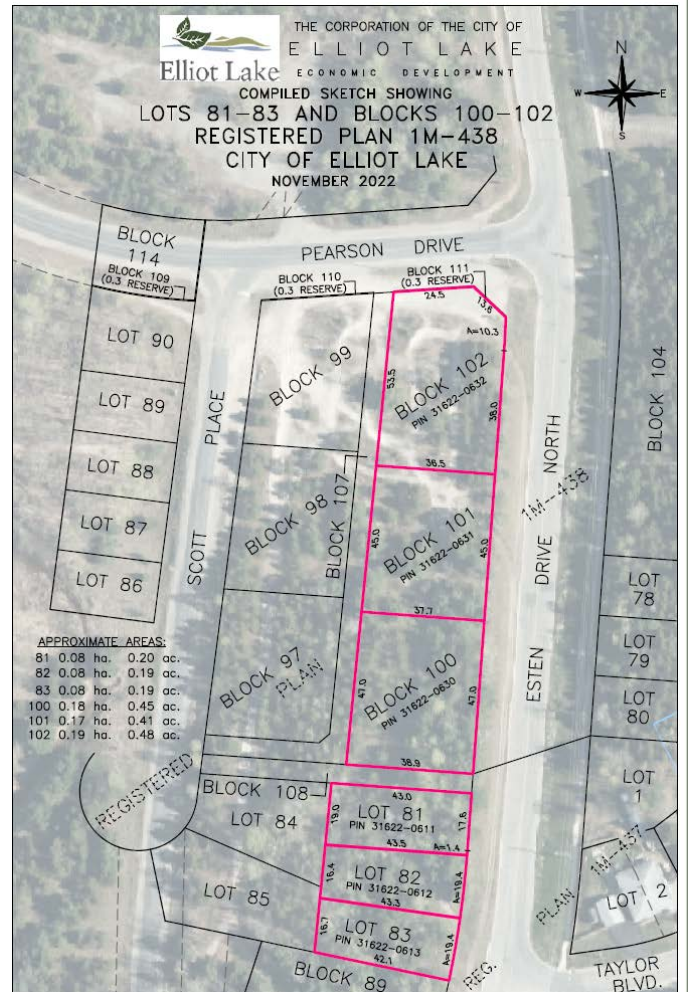 Elliot Lake
THE CORPORATION OF THE CITY OF
ELLIOT LAKE
ECONOMIC DEVELOPMENT
COMPILED SKETCH SHOWING
LOTS 81-83 AND BLOCKS 100-102
REGISTERED PLAN 1M-438
CITY OF ELLIOT LAKE
NOVEMBER 2022
N
W
E
S
BLOCK
114
BLOCK 109
(0.3 RESERVE)
PEARSON DRIVE
BLOCK 110
(0.3 RESERVE)
BLOCK 111
(0.3 RESERVE)
24.5
13.6
A=10.3
LOT 90
LOT 89
LOT 88
LOT 87
LOT 86
SCOTT PLACE
BLOCK 99
BLOCK 98
BLOCK 107
BLOCK 97
PLAN
53.5
BLOCK 102
PIN 31622-0632
38.0
36.5
45.0
BLOCK 101
PIN 31622-0631
45.0
37.7
47.0
BLOCK 100
PIN 31622-0630
47.0
38.9
ESTEN DRIVE NORTH
1M-438
BLOCK 104
LOT
78
LOT
79
LOT
80
LOT
1
LOT 2
PLAN 1M-437
APPROXIMATE AREAS:
81 0.08 ha. 0.20 ac.
82 0.08 ha. 0.19 ac.
83 0.08 ha. 0.19 ac.
100 0.18 ha. 0.45 ac.
101 0.17 ha. 0.41 ac.
102 0.19 ha. 0.48 ac.
REGISTERED
BLOCK 108
LOT 84
LOT 85
43.0
19.0
LOT 81
PIN 31622-0611
17.6
43.5
A=1.4
16.4
LOT 82
PIN 31622-0612
A=19.4
43.3
16.7
LOT 83
PIN 31622-0613
A=19.4
42.1
BLOCK 89
REG.
TAYLOR
BLVD.